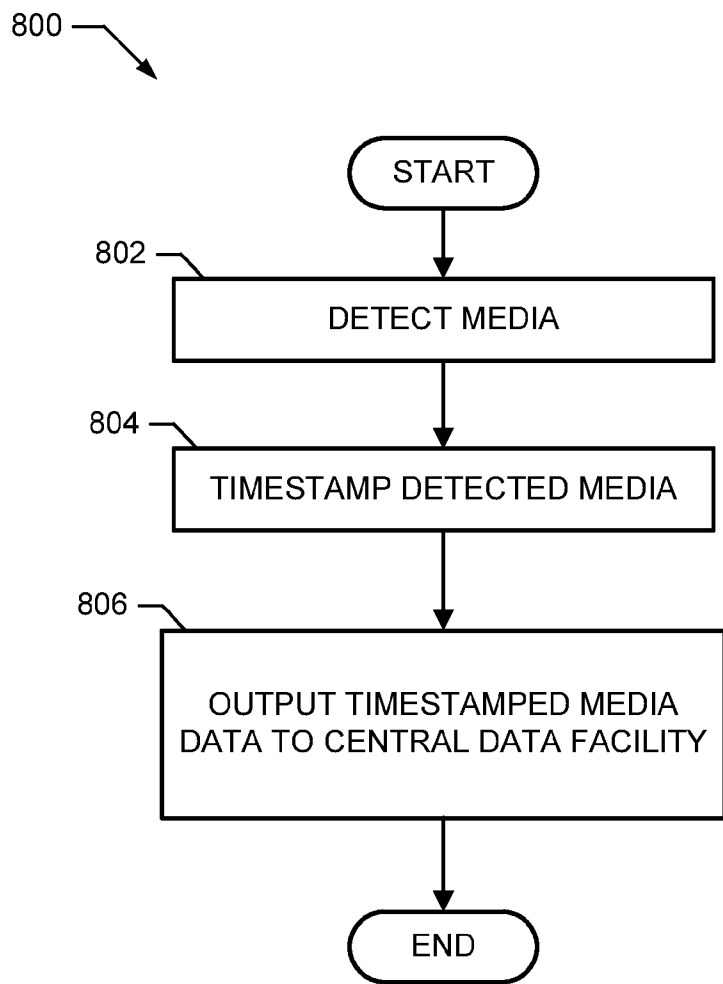 800
START
802
DETECT MEDIA
804
TIMESTAMP DETECTED MEDIA
806
OUTPUT TIMESTAMPED MEDIA
DATA TO CENTRAL DATA FACILITY
END